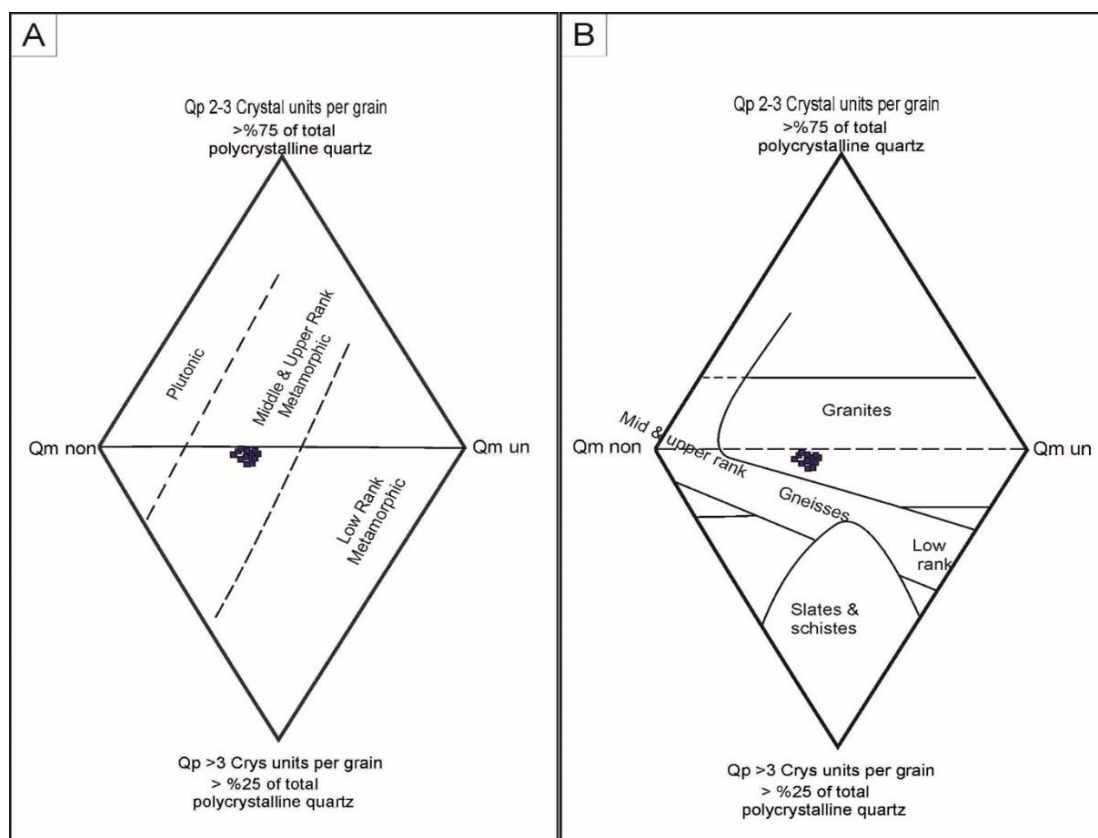 A
Qp 2-3 Crystal units per grain
>%75 of total
polycrystalline quartz
Plutonic
Middle & Upper Rank
Metamorphic
Qm non
Qm un
Low Rank
Metamorphic
Qp >3 Crys units per grain
> %25 of total
polycrystalline quartz
B
Qp 2-3 Crystal units per grain
>%75 of total
polycrystalline quartz
Granites
Mid & upper rank
Qm non
Qm un
Gneisses
Low
rank
Slates &
schistes
Qp >3 Crys units per grain
> %25 of total
polycrystalline quartz